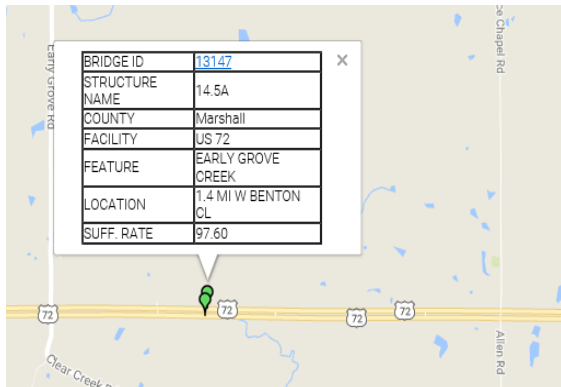 Early Grove Rd
ce Chapel Rd
×
BRIDGE ID 13147
STRUCTURE
NAME 14.5A
COUNTY Marshall
FACILITY US 72
FEATURE EARLY GROVE
CREEK
LOCATION 1.4 MI W BENTON
CL
SUFF. RATE 97.60
72
72
72
72
Allen Rd
Clear Creek